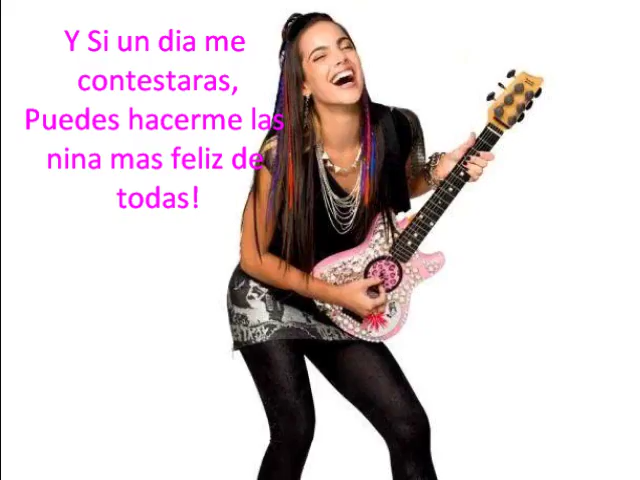 Y Si un dia me
contestaras,
Puedes hacerme las
nina mas feliz de
todas!